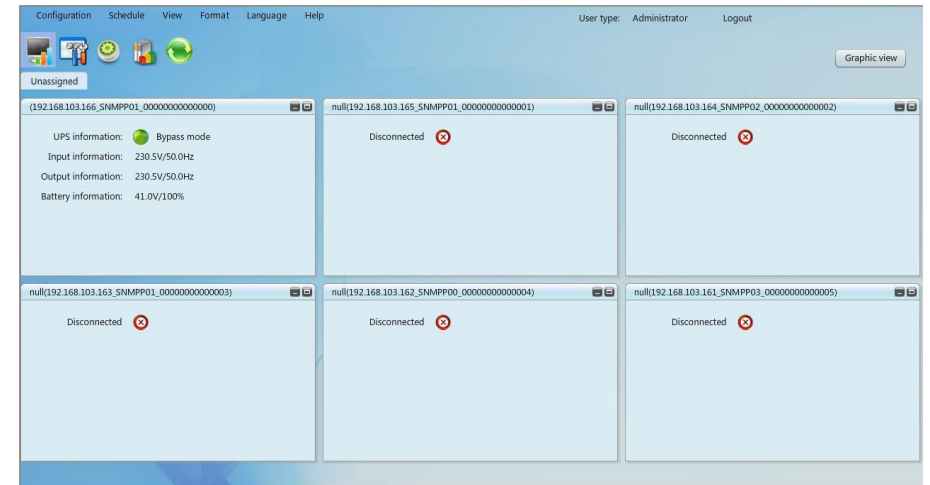 Configuration Schedule View Format Language Help User type: Administrator Logout
Graphic view
Unassigned
(192.168.103.166_SNMPP01_00000000000000)
UPS information: Bypass mode
Input information: 230.5V/50.0Hz
Output information: 230.5V/50.0Hz
Battery information: 41.0V/100%
null(192.168.103.165_SNMPP01_00000000000001)
Disconnected
null(192.168.103.164_SNMPP02_00000000000002)
Disconnected
null(192.168.103.163_SNMPP01_00000000000003)
Disconnected
null(192.168.103.162_SNMPP00_00000000000004)
Disconnected
null(192.168.103.161_SNMPP03_00000000000005)
Disconnected